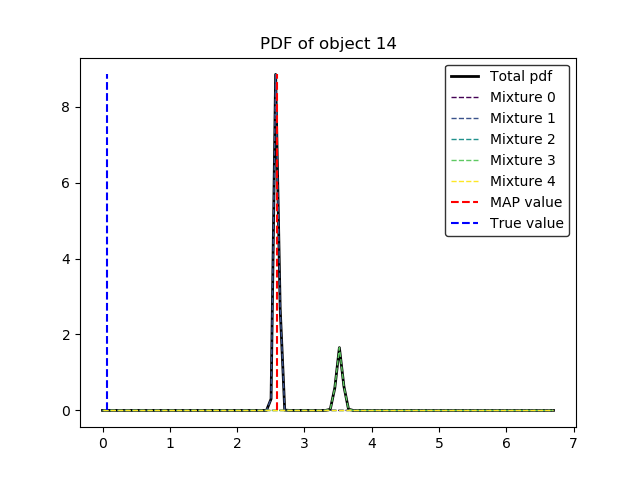 PDF of object 14
Total pdf
Mixture 0
Mixture 1
Mixture 2
Mixture 3
Mixture 4
MAP value
True value
8
6
4
2
0
0 1 2 3 4 5 6 7